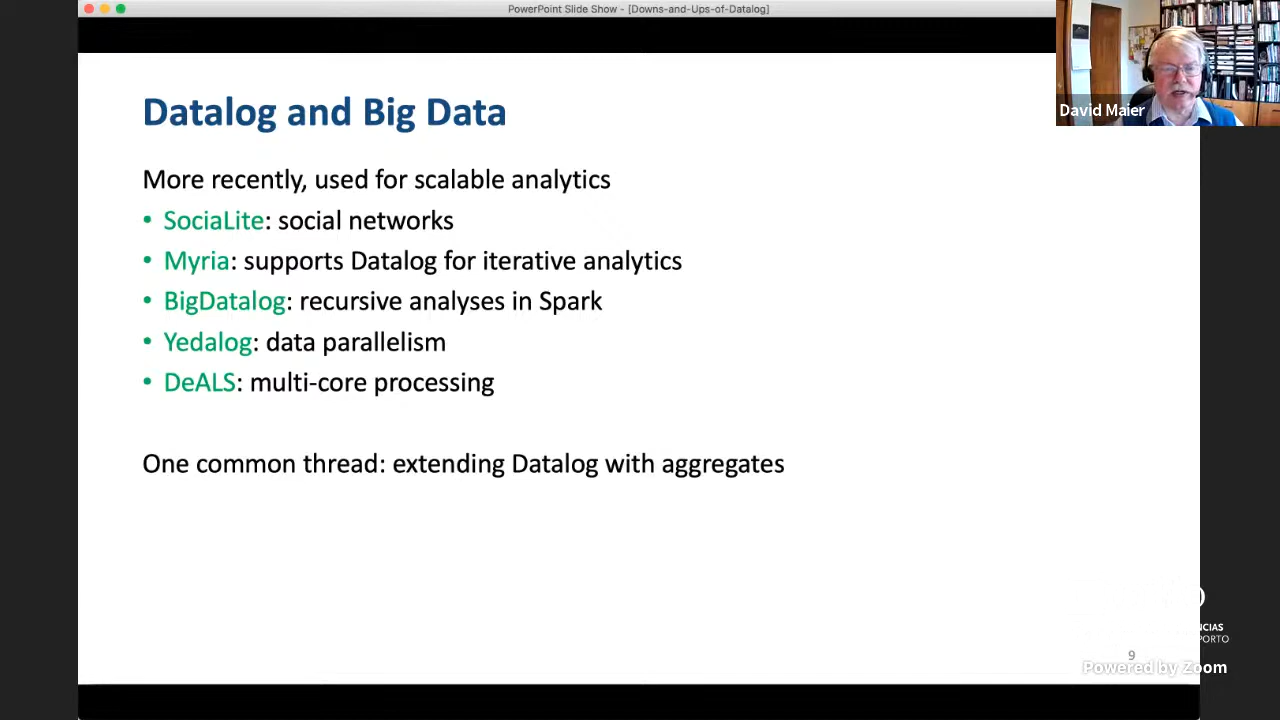 PowerPoint Slide Show - [Downs-and-Ups-of-Datalog]
David Maier
Datalog and Big Data
More recently, used for scalable analytics
• SociaLite: social networks
• Myria: supports Datalog for iterative analytics
• BigDatalog: recursive analyses in Spark
• Yedalog: data parallelism
• DeALS: multi-core processing
One common thread: extending Datalog with aggregates
NCIAS
PORTO
9
Powered by Zoom